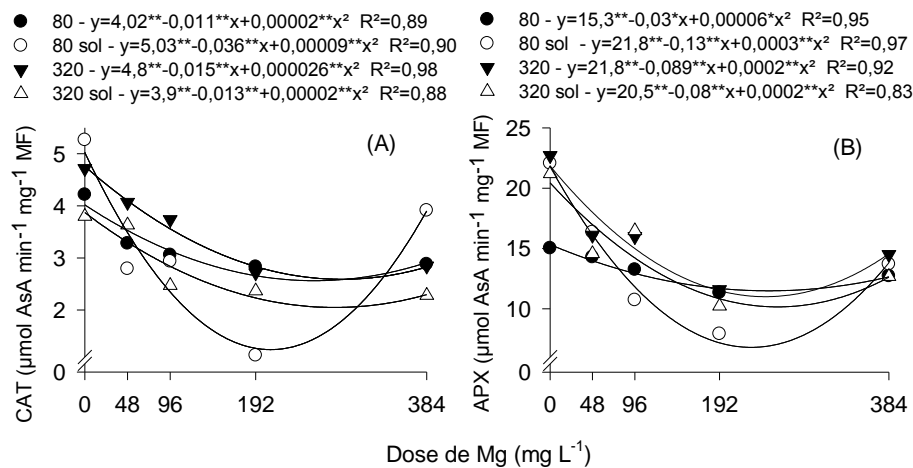 80 - y=4,02**-0,011**x+0,00002**x² R²=0,89
80 sol - y=5,03**-0,036**x+0,00009**x² R²=0,90
320 - y=4,8**-0,015**x+0,000026**x² R²=0,98
320 sol - y=3,9**-0,013**+0,00002**x² R²=0,88
80 - y=15,3**-0,03*x+0,00006*x² R²=0,95
80 sol - y=21,8**-0,13**x+0,0003**x² R²=0,97
320 - y=21,8**-0,089**x+0,0002**x² R²=0,92
320 sol - y=20,5**-0,08**x+0,0002**x² R²=0,83
(A)
CAT (µmol AsA min⁻¹ mg⁻¹ MF)
5
4
3
2
0
0 48 96 192 384
(B)
APX (µmol AsA min⁻¹ mg⁻¹ MF)
25
20
15
10
0
0 48 96 192 384
Dose de Mg (mg L⁻¹)